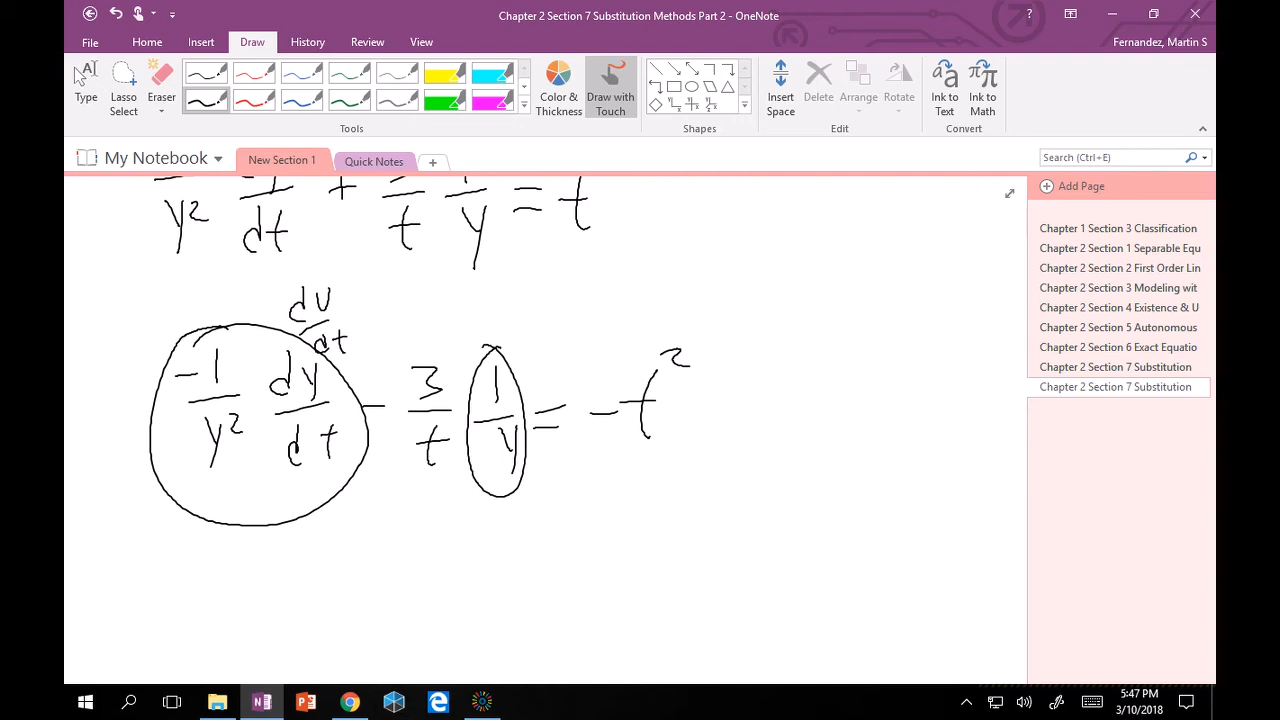 Chapter 2 Section 7 Substitution Methods Part 2 - OneNote
?
File Home Insert Draw History Review View
Fernandez, Martin S
Type
Lasso Select
Eraser
Color & Thickness
Draw with Touch
Insert Space
Delete
Arrange
Rotate
Ink to Text
Ink to Math
Tools
Shapes
Edit
Convert
My Notebook
New Section 1
Quick Notes
Search (Ctrl+E)
Add Page
Chapter 1 Section 3 Classification
Chapter 2 Section 1 Separable Equ
Chapter 2 Section 2 First Order Lin
Chapter 2 Section 3 Modeling wit
Chapter 2 Section 4 Existence & U
Chapter 2 Section 5 Autonomous
Chapter 2 Section 6 Exact Equatio
Chapter 2 Section 7 Substitution
Chapter 2 Section 7 Substitution
y² dt + t y = t
dv/dt
-1/y² dy/dt - 3/t 1/y = -t²
5:47 PM
3/10/2018